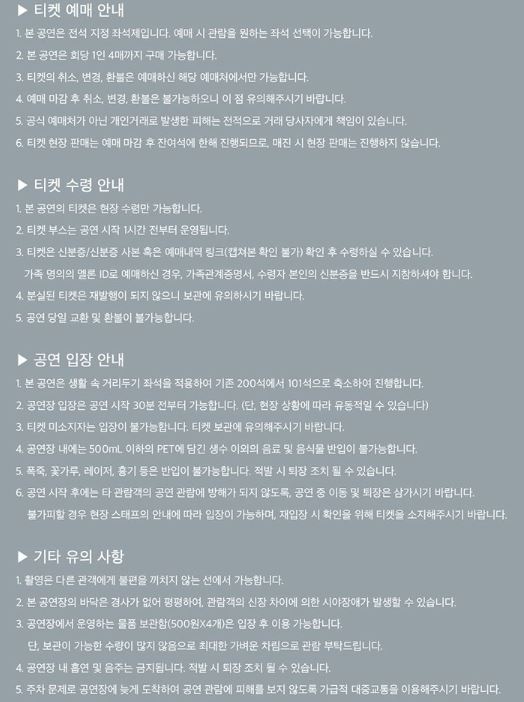 ▶ 티켓 예매 안내
1. 본 공연은 전석 지정 좌석제입니다. 예매 시 관람을 원하는 좌석 선택이 가능합니다.
2. 본 공연은 회당 1인 4매까지 구매 가능합니다.
3. 티켓의 취소, 변경, 환불은 예매하신 해당 예매처에서만 가능합니다.
4. 예매 마감 후 취소, 변경, 환불은 불가능하오니 이 점 유의해주시기 바랍니다.
5. 공식 예매처가 아닌 개인거래로 발생한 피해는 전적으로 거래 당사자에게 책임이 있습니다.
6. 티켓 현장 판매는 예매 마감 후 잔여석에 한해 진행되므로, 매진 시 현장 판매는 진행하지 않습니다.
▶ 티켓 수령 안내
1. 본 공연의 티켓은 현장 수령만 가능합니다.
2. 티켓 부스는 공연 시작 1시간 전부터 운영됩니다.
3. 티켓은 신분증/신분증 사본 혹은 예매내역 링크(캡쳐본 확인 불가) 확인 후 수령하실 수 있습니다.
가족 명의의 멜론 ID로 예매하신 경우, 가족관계증명서, 수령자 본인의 신분증을 반드시 지참하셔야 합니다.
4. 분실된 티켓은 재발행이 되지 않으니 보관에 유의하시기 바랍니다.
5. 공연 당일 교환 및 환불이 불가능합니다.
▶ 공연 입장 안내
1. 본 공연은 생활 속 거리두기 좌석을 적용하여 기존 200석에서 101석으로 축소하여 진행합니다.
2. 공연장 입장은 공연 시작 30분 전부터 가능합니다. (단, 현장 상황에 따라 유동적일 수 있습니다)
3. 티켓 미소지자는 입장이 불가능합니다. 티켓 보관에 유의해주시기 바랍니다.
4. 공연장 내에는 500mL 이하의 PET에 담긴 생수 이외의 음료 및 음식물 반입이 불가능합니다.
5. 폭죽, 꽃가루, 레이저, 흉기 등은 반입이 불가능합니다. 적발 시 퇴장 조치 될 수 있습니다.
6. 공연 시작 후에는 타 관람객의 공연 관람에 방해가 되지 않도록, 공연 중 이동 및 퇴장은 삼가시기 바랍니다.
불가피할 경우 현장 스태프의 안내에 따라 입장이 가능하며, 재입장 시 확인을 위해 티켓을 소지해주시기 바랍니다.
▶ 기타 유의 사항
1. 촬영은 다른 관객에게 불편을 끼치지 않는 선에서 가능합니다.
2. 본 공연장의 바닥은 경사가 없어 평평하여, 관람객의 신장 차이에 의한 시야장애가 발생할 수 있습니다.
3. 공연장에서 운영하는 물품 보관함(500원X4개)은 입장 후 이용 가능합니다.
단, 보관이 가능한 수량이 많지 않음으로 최대한 가벼운 차림으로 관람 부탁드립니다.
4. 공연장 내 흡연 및 음주는 금지됩니다. 적발 시 퇴장 조치 될 수 있습니다.
5. 주차 문제로 공연장에 늦게 도착하여 공연 관람에 피해를 보지 않도록 가급적 대중교통을 이용해주시기 바랍니다.